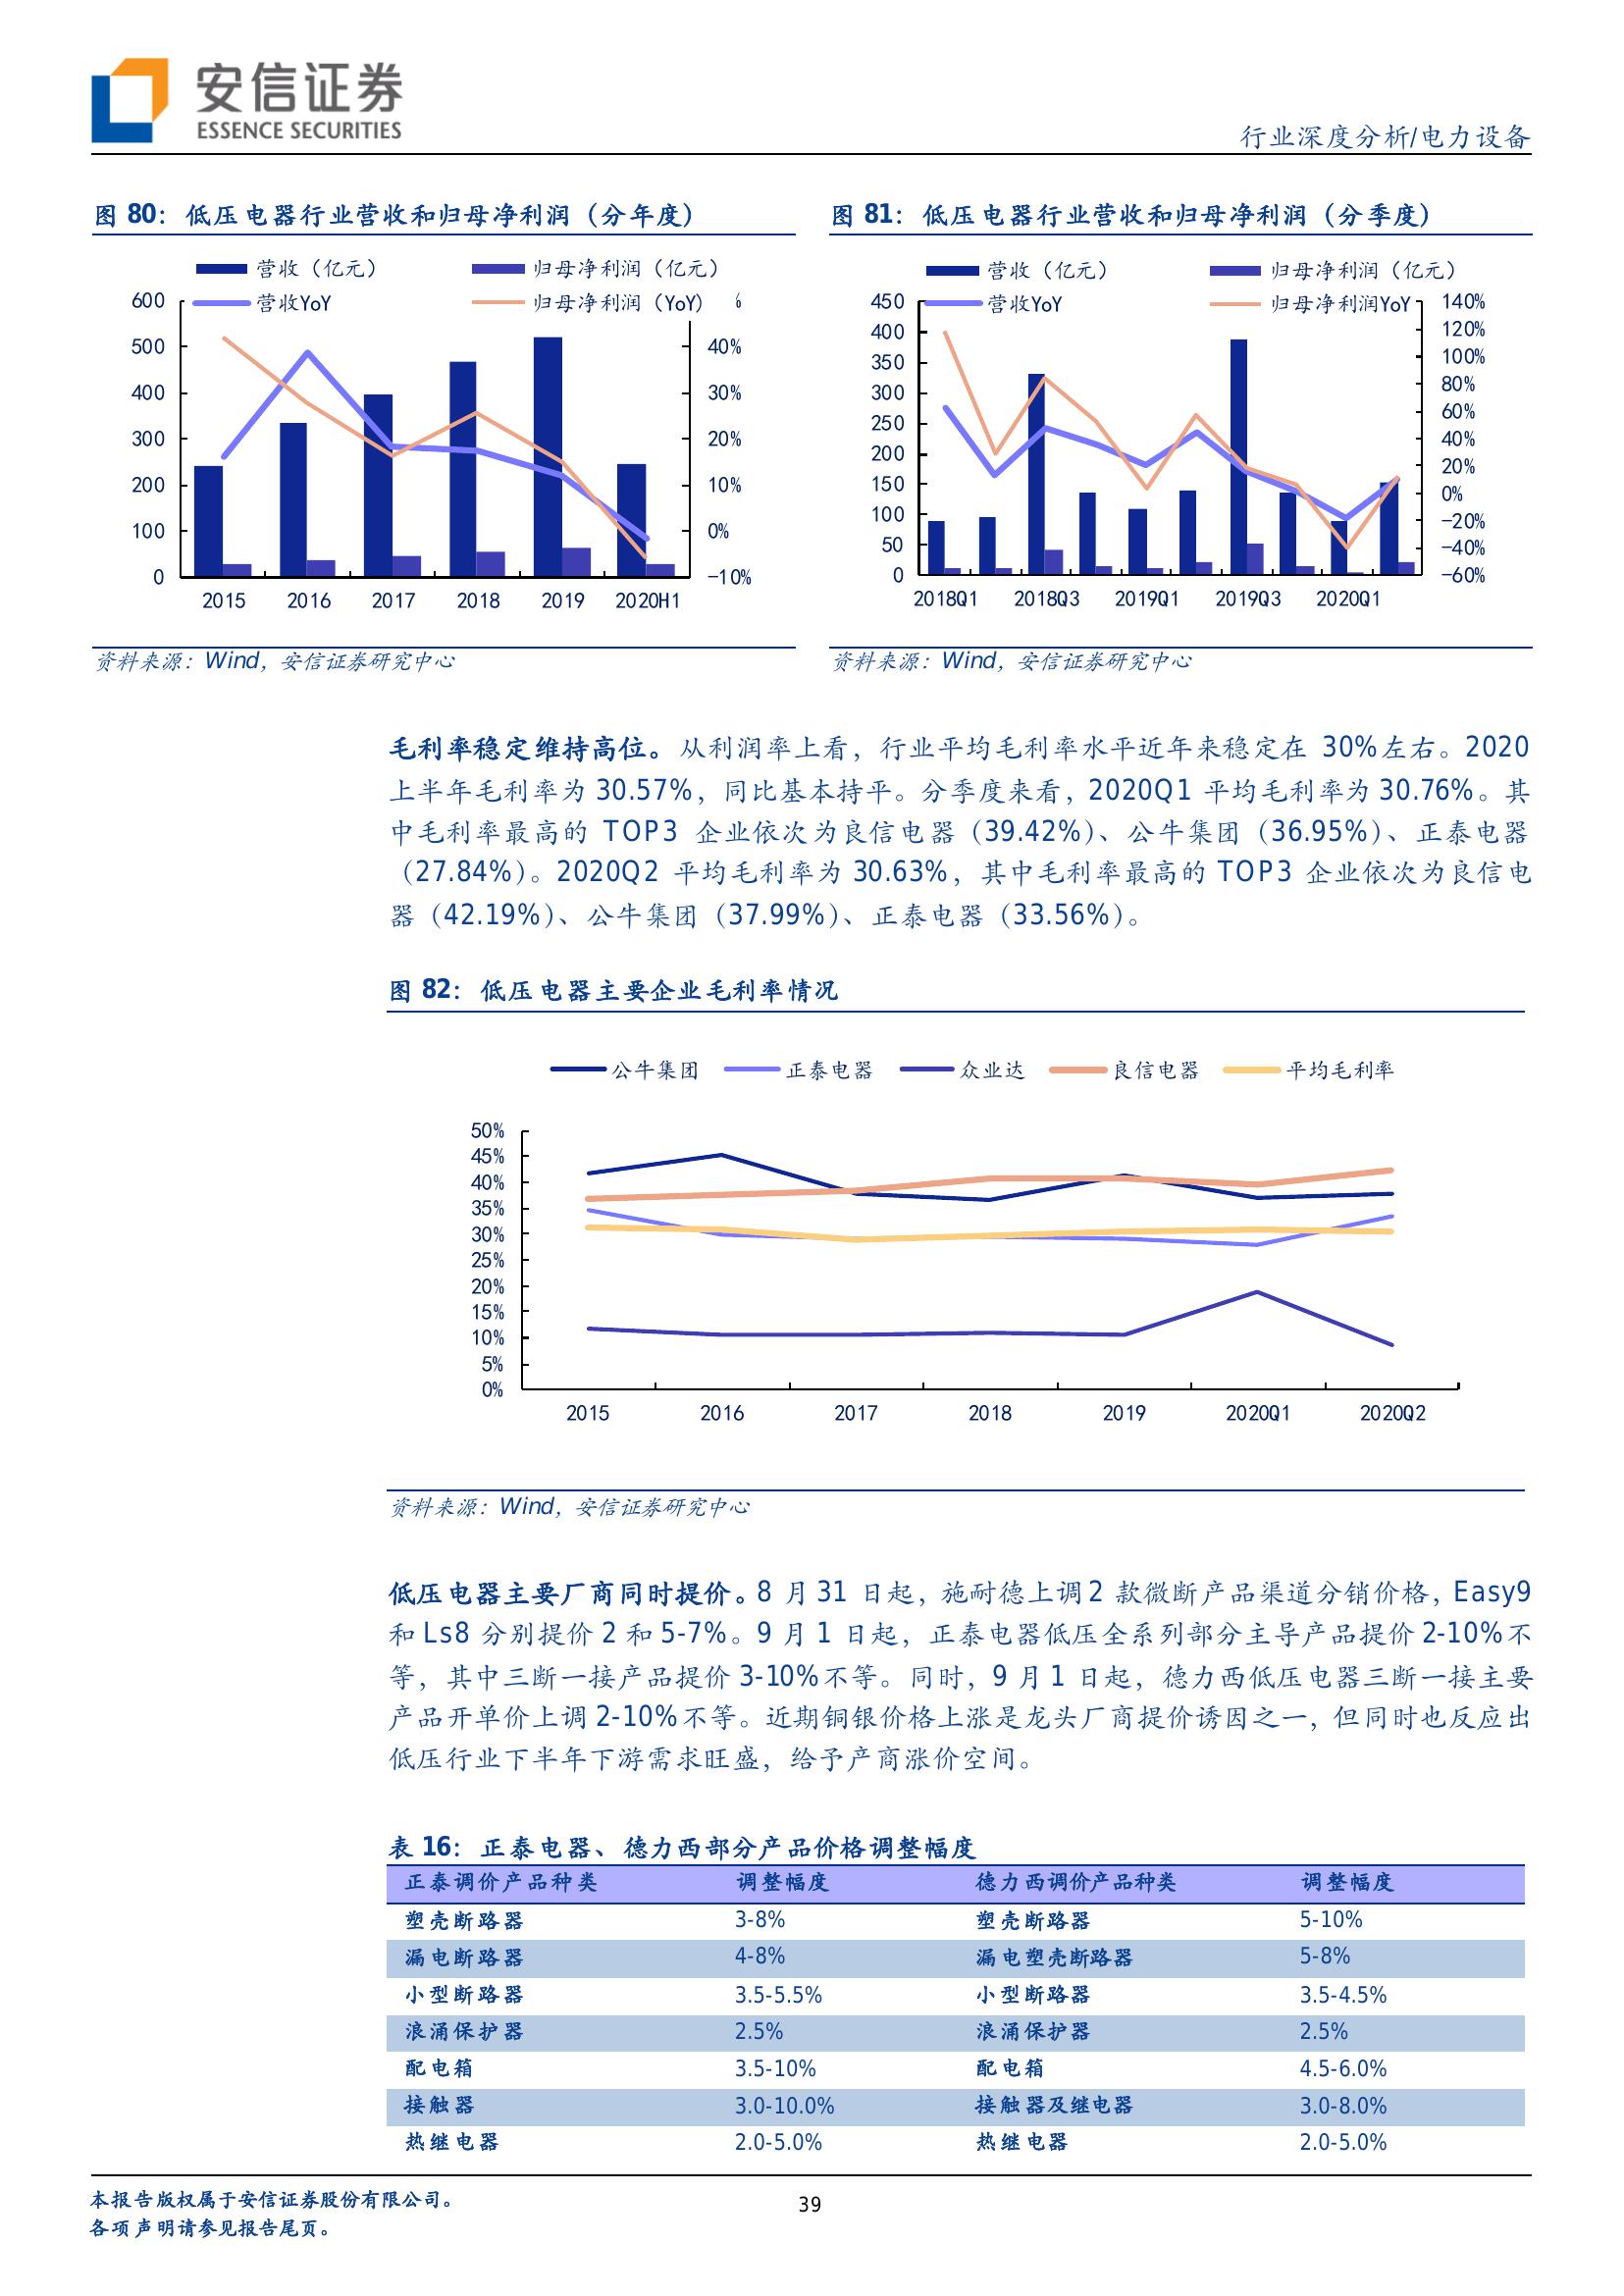 安信证券
ESSENCE SECURITIES
行业深度分析/电力设备
图 80：低压电器行业营收和归母净利润（分年度）
营收（亿元）
归母净利润（亿元）
营收YoY
归母净利润（YoY）
%
600
500
400
300
200
100
0
40%
30%
20%
10%
0%
-10%
2015 2016 2017 2018 2019 2020H1
资料来源：Wind，安信证券研究中心
图 81：低压电器行业营收和归母净利润（分季度）
营收（亿元）
归母净利润（亿元）
营收YoY
归母净利润YoY
450
400
350
300
250
200
150
100
50
0
140%
120%
100%
80%
60%
40%
20%
0%
-20%
-40%
-60%
2018Q1 2018Q3 2019Q1 2019Q3 2020Q1
资料来源：Wind，安信证券研究中心
毛利率稳定维持高位。从利润率上看，行业平均毛利率水平近年来稳定在 30%左右。2020
上半年毛利率为 30.57%，同比基本持平。分季度来看，2020Q1 平均毛利率为 30.76%。其
中毛利率最高的 TOP3 企业依次为良信电器（39.42%）、公牛集团（36.95%）、正泰电器
（27.84%）。2020Q2 平均毛利率为 30.63%，其中毛利率最高的 TOP3 企业依次为良信电
器（42.19%）、公牛集团（37.99%）、正泰电器（33.56%）。
图 82：低压电器主要企业毛利率情况
公牛集团 正泰电器 众业达 良信电器 平均毛利率
50%
45%
40%
35%
30%
25%
20%
15%
10%
5%
0%
2015 2016 2017 2018 2019 2020Q1 2020Q2
资料来源：Wind，安信证券研究中心
低压电器主要厂商同时提价。8 月 31 日起，施耐德上调 2 款微断产品渠道分销价格，Easy9
和 Ls8 分别提价 2 和 5-7%。9 月 1 日起，正泰电器低压全系列部分主导产品提价 2-10%不
等，其中三断一接产品提价 3-10%不等。同时，9 月 1 日起，德力西低压电器三断一接主要
产品开单价上调 2-10%不等。近期铜银价格上涨是龙头厂商提价诱因之一，但同时也反应出
低压行业下半年下游需求旺盛，给予产商涨价空间。
表 16：正泰电器、德力西部分产品价格调整幅度
正泰调价产品种类 调整幅度 德力西调价产品种类 调整幅度
塑壳断路器 3-8% 塑壳断路器 5-10%
漏电断路器 4-8% 漏电塑壳断路器 5-8%
小型断路器 3.5-5.5% 小型断路器 3.5-4.5%
浪涌保护器 2.5% 浪涌保护器 2.5%
配电箱 3.5-10% 配电箱 4.5-6.0%
接触器 3.0-10.0% 接触器及继电器 3.0-8.0%
热继电器 2.0-5.0% 热继电器 2.0-5.0%
本报告版权属于安信证券股份有限公司。
各项声明请参见报告尾页。
39